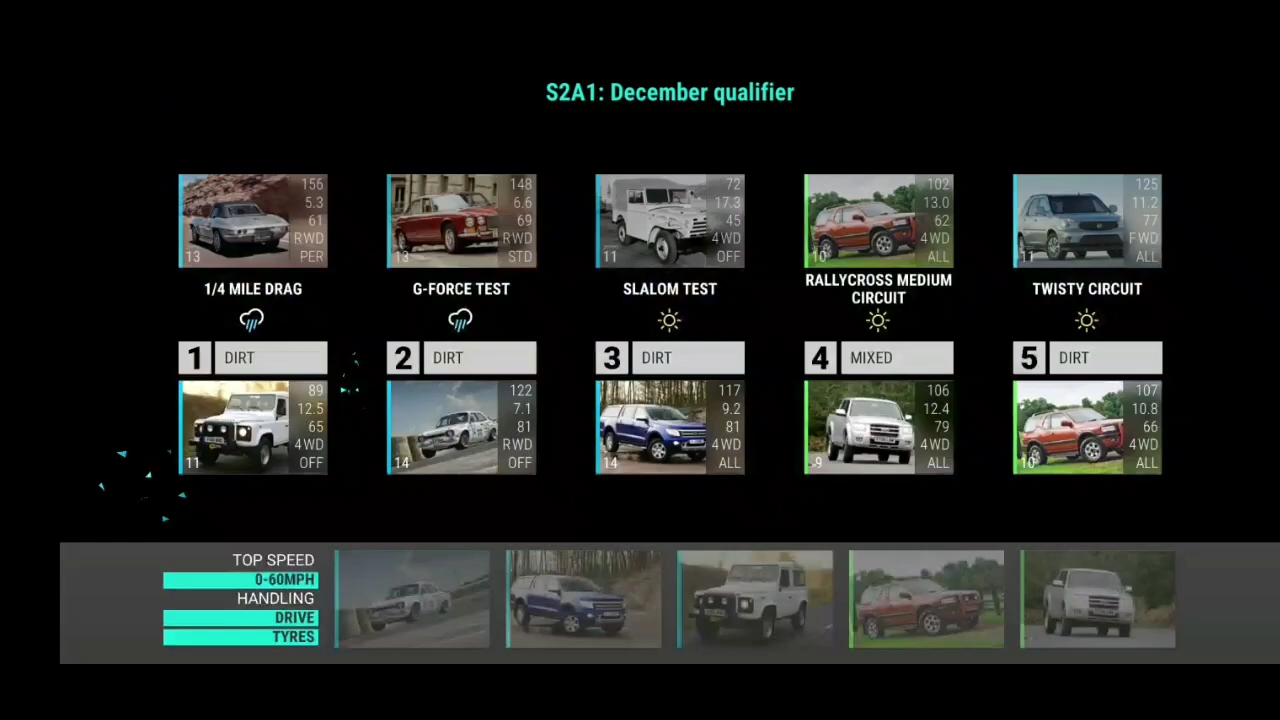 S2A1: December qualifier
156
5.3
61
RWD
PER
13
148
6.6
69
RWD
STD
13
72
17.3
45
4WD
OFF
11
102
13.0
62
4WD
ALL
10
125
11.2
77
FWD
ALL
11
1/4 MILE DRAG
G-FORCE TEST
SLALOM TEST
RALLYCROSS MEDIUM
CIRCUIT
TWISTY CIRCUIT
1 DIRT
2 DIRT
3 DIRT
4 MIXED
5 DIRT
89
12.5
65
4WD
OFF
11
122
7.1
81
RWD
OFF
14
117
9.2
81
4WD
ALL
14
106
12.4
79
4WD
ALL
9
107
10.8
66
4WD
ALL
10
TOP SPEED
0-60MPH
HANDLING
DRIVE
TYRES